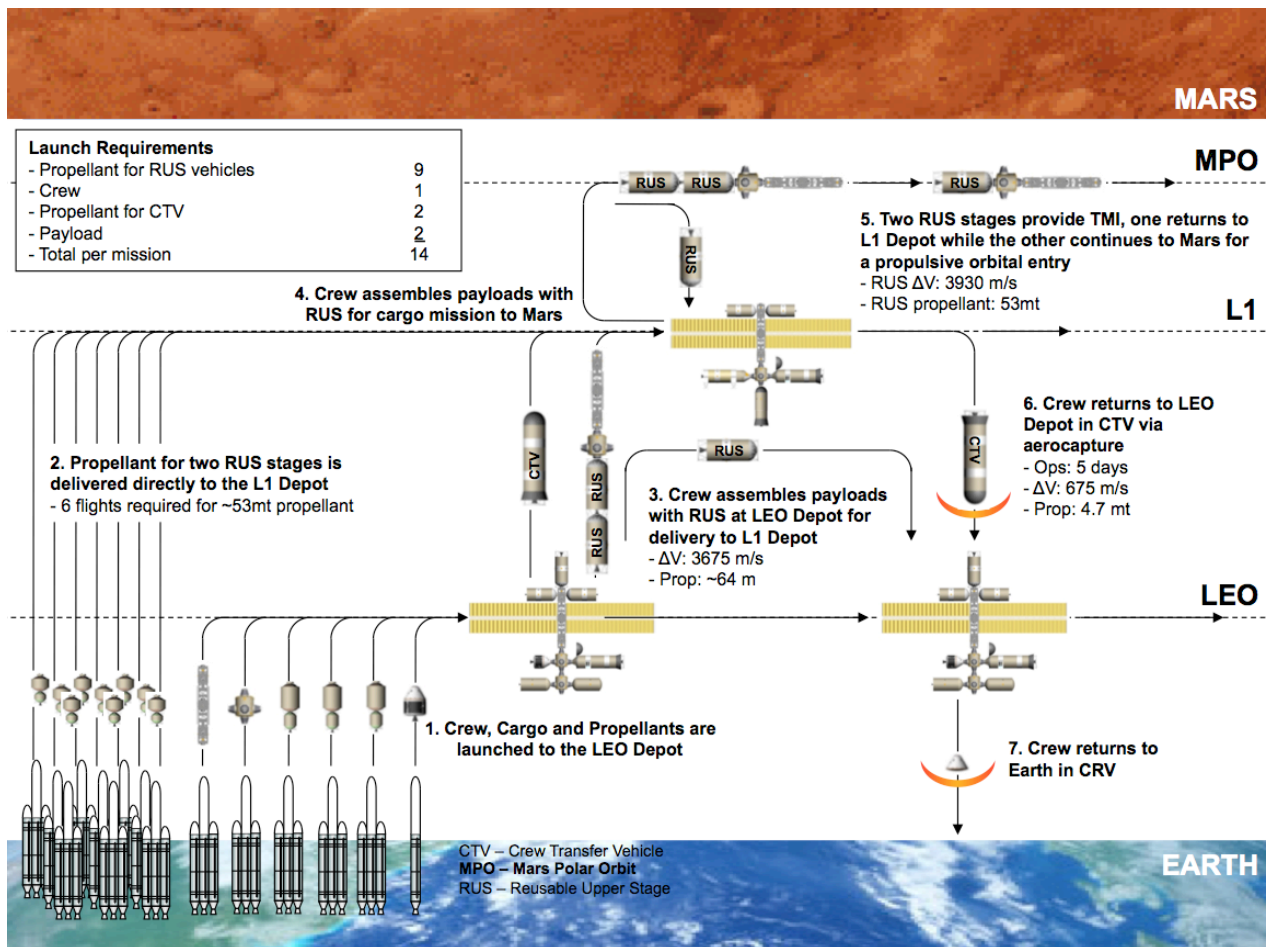 MARS
Launch Requirements
- Propellant for RUS vehicles 9
- Crew 1
- Propellant for CTV 2
- Payload 2
- Total per mission 14
MPO
RUS
RUS
RUS
RUS
5. Two RUS stages provide TMI, one returns to
L1 Depot while the other continues to Mars for
a propulsive orbital entry
- RUS ΔV: 3930 m/s
- RUS propellant: 53mt
4. Crew assembles payloads with
RUS for cargo mission to Mars
L1
2. Propellant for two RUS stages is
delivered directly to the L1 Depot
- 6 flights required for ~53mt propellant
CTV
RUS
RUS
RUS
3. Crew assembles payloads
with RUS at LEO Depot for
delivery to L1 Depot
- ΔV: 3675 m/s
- Prop: ~64 m
CTV
6. Crew returns to LEO
Depot in CTV via
aerocapture
- Ops: 5 days
- ΔV: 675 m/s
- Prop: 4.7 mt
LEO
1. Crew, Cargo and Propellants are
launched to the LEO Depot
7. Crew returns to
Earth in CRV
CTV – Crew Transfer Vehicle
MPO – Mars Polar Orbit
RUS – Reusable Upper Stage
EARTH